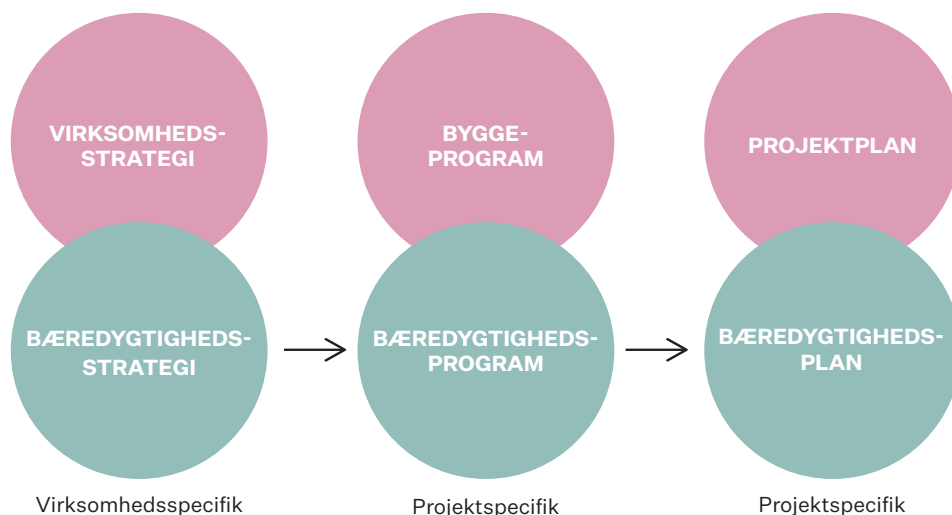 VIRKSOMHEDS-
STRATEGI
BYGGE-
PROGRAM
PROJEKTPLAN
BÆREDYGTIGHEDS-
STRATEGI
BÆREDYGTIGHEDS-
PROGRAM
BÆREDYGTIGHEDS-
PLAN
Virksomhedsspecifik
Projektspecifik
Projektspecifik